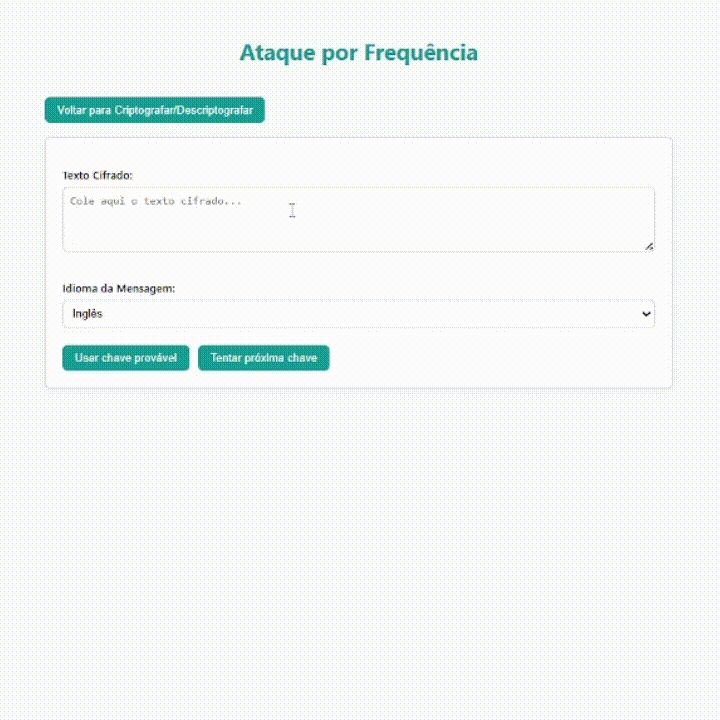 Ataque por Frequência
Voltar para Criptografar/Descriptografar
Texto Cifrado:
Cole aqui o texto cifrado...
Idioma da Mensagem:
Inglês
Usar chave provável
Tentar próxima chave